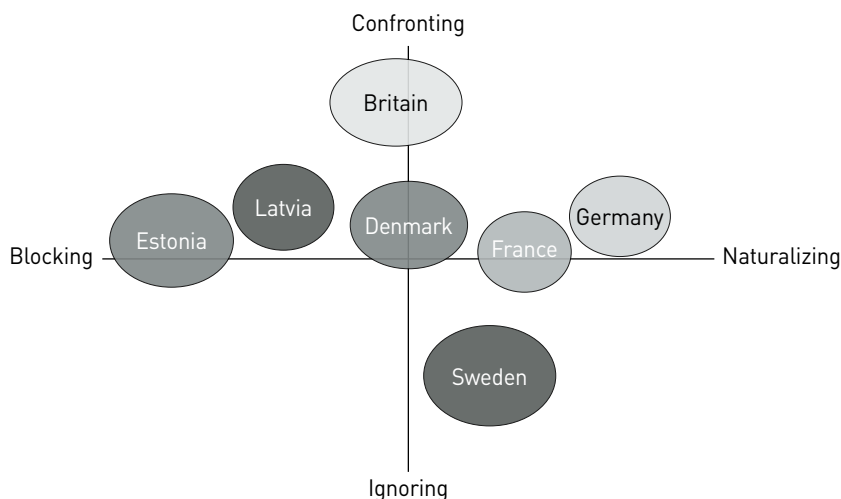 Confronting
Britain
Latvia
Denmark
Germany
Estonia
France
Blocking
Naturalizing
Sweden
Ignoring